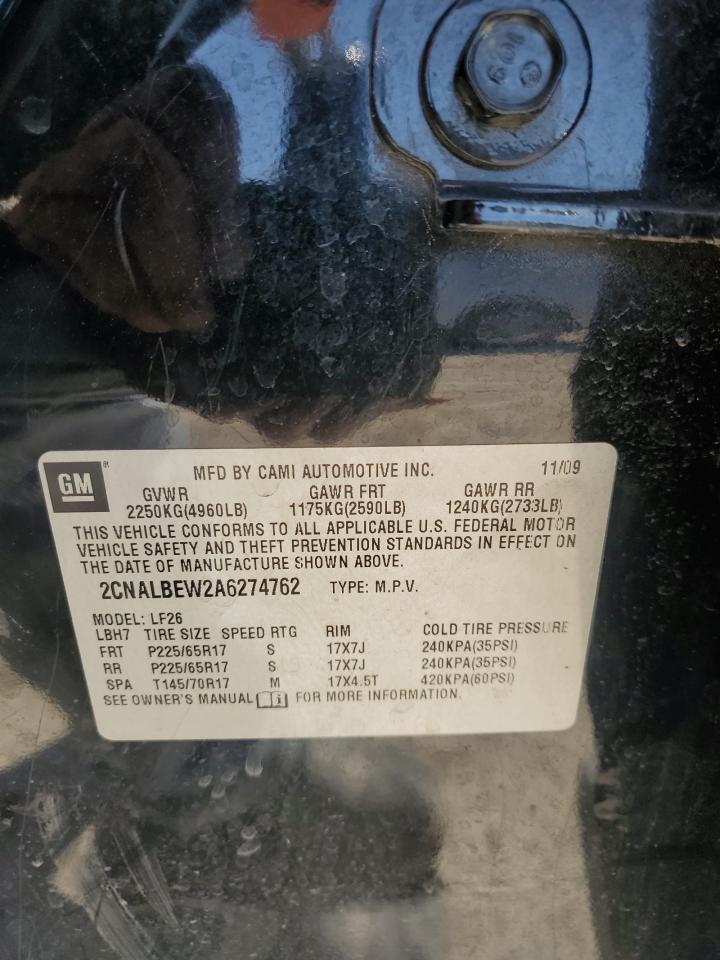 GM
MFD BY CAMI AUTOMOTIVE INC. 11/09
GVWR GAWR FRT GAWR RR
2250KG(4960LB) 1175KG(2590LB) 1240KG(2733LB)
THIS VEHICLE CONFORMS TO ALL APPLICABLE U.S. FEDERAL MOTOR
VEHICLE SAFETY AND THEFT PREVENTION STANDARDS IN EFFECT ON
THE DATE OF MANUFACTURE SHOWN ABOVE.
2CNALBEW2A6274762 TYPE: M.P.V.
MODEL: LF26
LBH7 TIRE SIZE SPEED RTG RIM COLD TIRE PRESSURE
FRT P225/65R17 S 17X7J 240KPA(35PSI)
RR P225/65R17 S 17X7J 240KPA(35PSI)
SPA T145/70R17 M 17X4.5T 420KPA(60PSI)
SEE OWNER'S MANUAL FOR MORE INFORMATION.